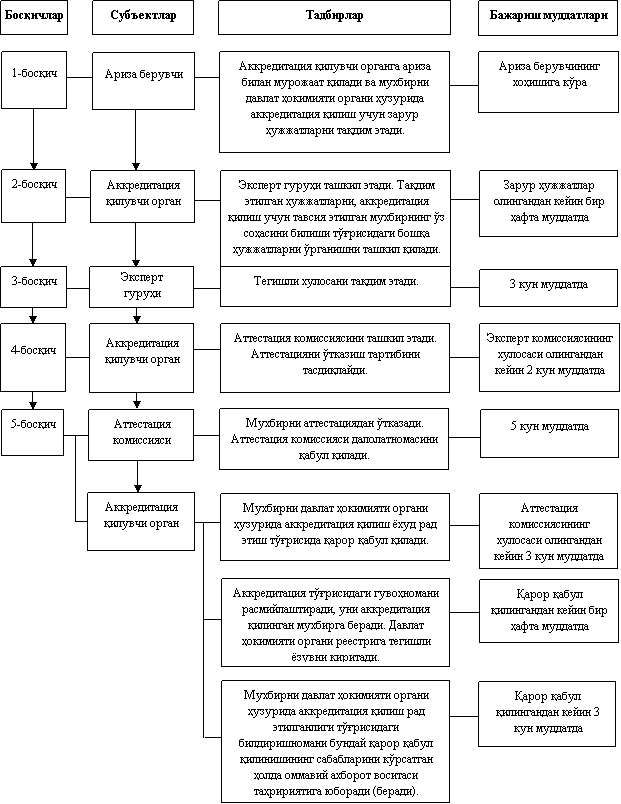 Босқичлар
Субъектлар
Тадбирлар
Бажариш муддатлари
1-босқич
Ариза берувчи
Аккредитация қилувчи органга ариза
билан мурожаат қилади ва мухбирни
давлат ҳокимияти органи ҳузурида
аккредитация қилиш учун зарур
ҳужжатларни тақдим этади.
Ариза берувчининг
хоҳишига кўра
2-босқич
Аккредитация
қилувчи орган
Эксперт гуруҳи ташкил этади. Тақдим
этилган ҳужжатларни, аккредитация
қилиш учун тавсия этилган мухбирнинг ўз
соҳасини билиши тўғрисидаги бошқа
ҳужжатларни ўрганишни ташкил қилади.
Зарур ҳужжатлар
олингандан кейин бир
ҳафта муддатда
3-босқич
Эксперт
гуруҳи
Тегишли хулосани тақдим этади.
3 кун муддатда
4-босқич
Аккредитация
қилувчи орган
Аттестация комиссиясини ташкил этади.
Аттестацияни ўтказиш тартибини
тасдиқлайди.
Эксперт комиссиясининг
хулосаси олингандан
кейин 2 кун муддатда
5-босқич
Аттестация
комиссияси
Мухбирни аттестациядан ўтказади.
Аттестация комиссияси далолатномасини
қабул қилади.
5 кун муддатда
Аккредитация
қилувчи орган
Мухбирни давлат ҳокимияти органи
ҳузурида аккредитация қилиш ёхуд рад
этиш тўғрисида қарор қабул қилади.
Аттестация
комиссиясининг
хулосаси олингандан
кейин 3 кун муддатда
Аккредитация тўғрисидаги гувоҳномани
расмийлаштиради, уни аккредитация
қилинган мухбирга беради. Давлат
ҳокимияти органи реестрига тегишли
ёзувни киритади.
Қарор қабул
қилингандан кейин бир
ҳафта муддатда
Мухбирни давлат ҳокимияти органи
ҳузурида аккредитация қилиш рад
этилганлиги тўғрисидаги
билдиришномани бундай қарор қабул
қилинишининг сабабларини кўрсатган
ҳолда оммавий ахборот воситаси
таҳририятига юборади (беради).
Қарор қабул
қилингандан кейин 3
кун муддатда